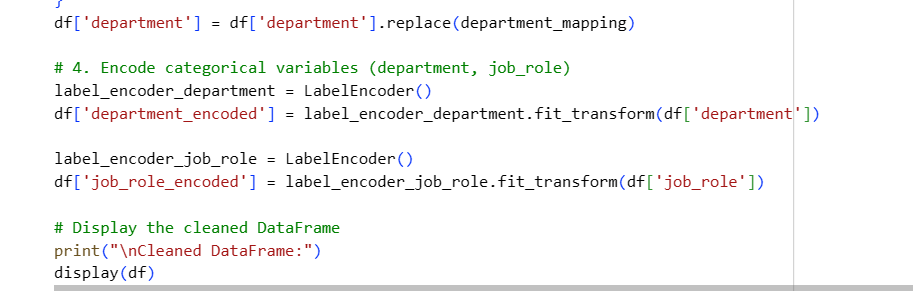 }
df['department'] = df['department'].replace(department_mapping)
# 4. Encode categorical variables (department, job_role)
label_encoder_department = LabelEncoder()
df['department_encoded'] = label_encoder_department.fit_transform(df['department'])
label_encoder_job_role = LabelEncoder()
df['job_role_encoded'] = label_encoder_job_role.fit_transform(df['job_role'])
# Display the cleaned DataFrame
print("\nCleaned DataFrame:")
display(df)